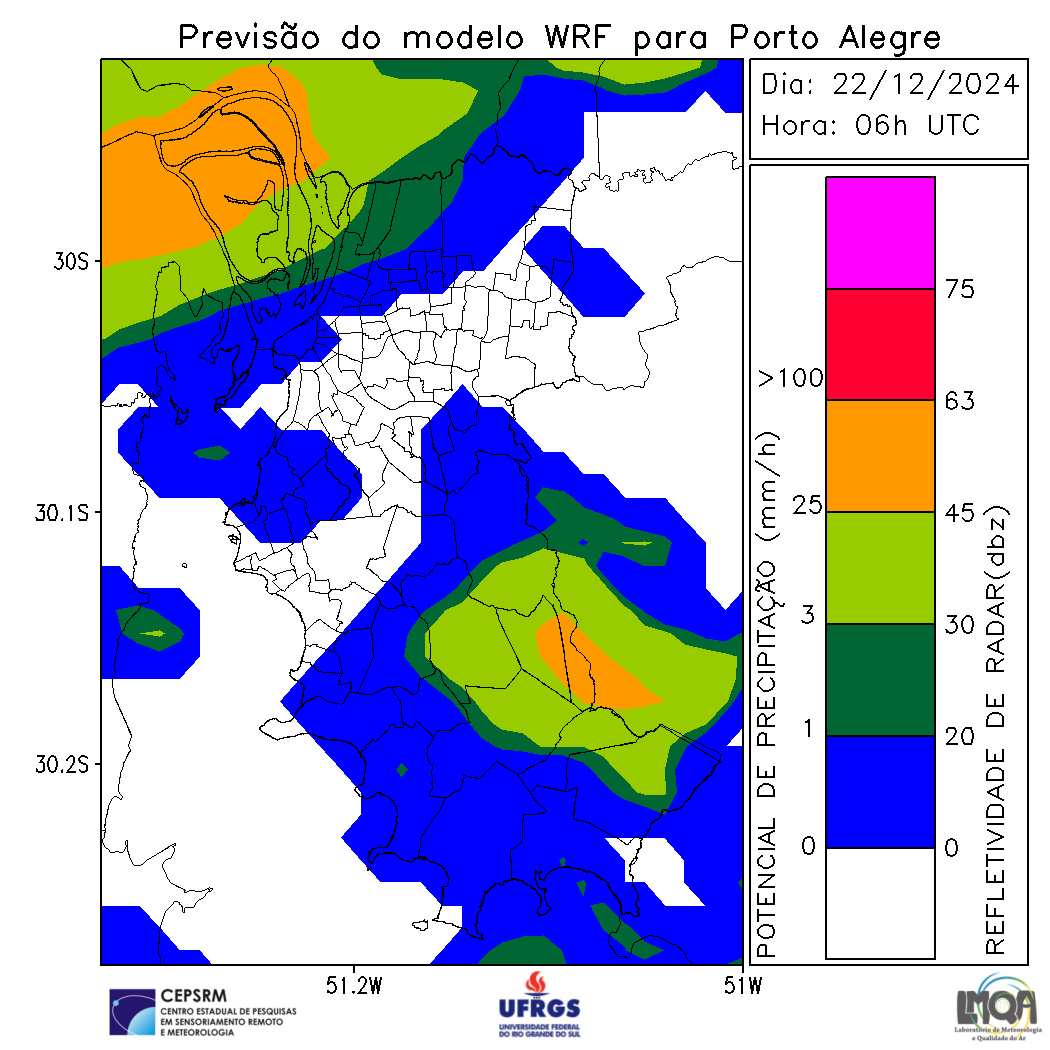 Previsão do modelo WRF para Porto Alegre
Dia: 22/12/2024
Hora: 06h UTC
30S
30.1S
30.2S
51.2W
51W
POTENCIAL DE PRECIPITAÇÃO (mm/h)
>100
25
3
1
0
75
63
45
30
20
0
REFLETIVIDADE DE RADAR(dbz)
CEPSRM
CENTRO ESTADUAL DE PESQUISAS
EM SENSORIAMENTO REMOTO
E METEOROLOGIA
UFRGS
UNIVERSIDADE FEDERAL
DO RIO GRANDE DO SUL
LMQA
Laboratório de Meteorologia
e Qualidade do Ar